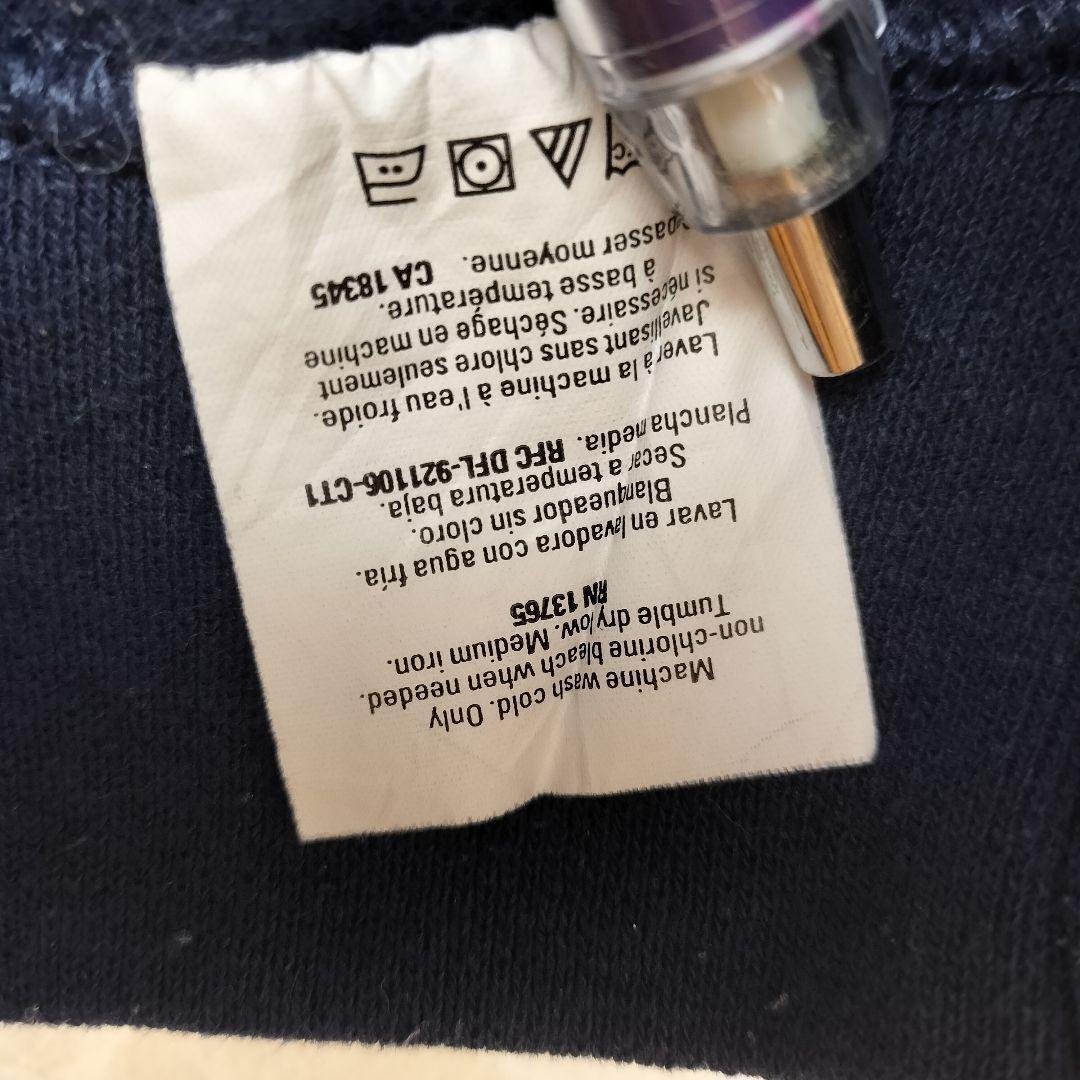 Machine wash cold. Only
non-chlorine bleach when needed.
Tumble dry low. Medium iron.
RN 13765
Lavar en lavadora con agua fría.
Blanqueador sin cloro.
Secar a temperatura baja.
Plancha media. RFC DFL-921106-CT1
Laver à la machine à l'eau froide.
Javellisant sans chlore seulement
si nécessaire. Séchage en machine
à basse température.
Repasser moyenne. CA 18345